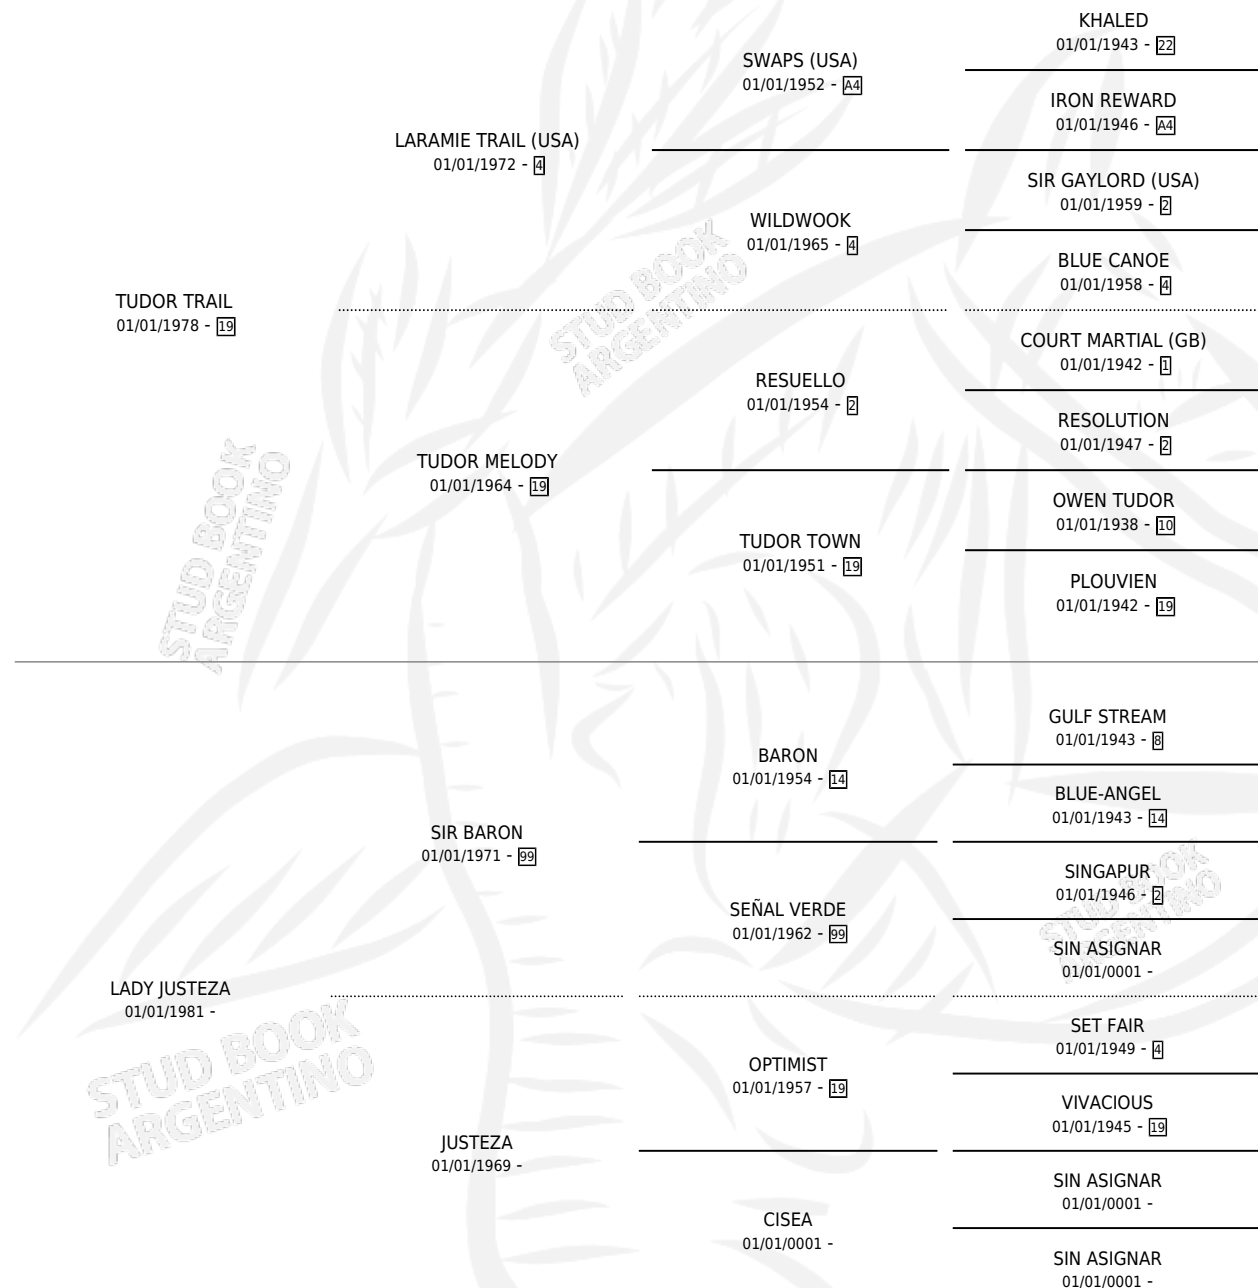 KHALED
01/01/1943 - 22
SWAPS (USA)
01/01/1952 - A4
IRON REWARD
01/01/1946 - A4
LARAMIE TRAIL (USA)
01/01/1972 - 4
SIR GAYLORD (USA)
01/01/1959 - 2
WILDWOOK
01/01/1965 - 4
BLUE CANOE
01/01/1958 - 4
TUDOR TRAIL
01/01/1978 - 19
COURT MARTIAL (GB)
01/01/1942 - 1
RESUELLO
01/01/1954 - 2
RESOLUTION
01/01/1947 - 2
TUDOR MELODY
01/01/1964 - 19
OWEN TUDOR
01/01/1938 - 10
TUDOR TOWN
01/01/1951 - 19
PLOUVIEN
01/01/1942 - 19
STUD BOOK
ARGENTINO
STUD BOOK
ARGENTINO
GULF STREAM
01/01/1943 - 8
BARON
01/01/1954 - 14
BLUE-ANGEL
01/01/1943 - 14
SIR BARON
01/01/1971 - 99
SINGAPUR
01/01/1946 - 2
SEÑAL VERDE
01/01/1962 - 99
SIN ASIGNAR
01/01/0001 -
STUD BOOK
ARGENTINO
LADY JUSTEZA
01/01/1981 -
SET FAIR
01/01/1949 - 4
OPTIMIST
01/01/1957 - 19
VIVACIOUS
01/01/1945 - 19
STUD BOOK
ARGENTINO
JUSTEZA
01/01/1969 -
SIN ASIGNAR
01/01/0001 -
CISEA
01/01/0001 -
SIN ASIGNAR
01/01/0001 -